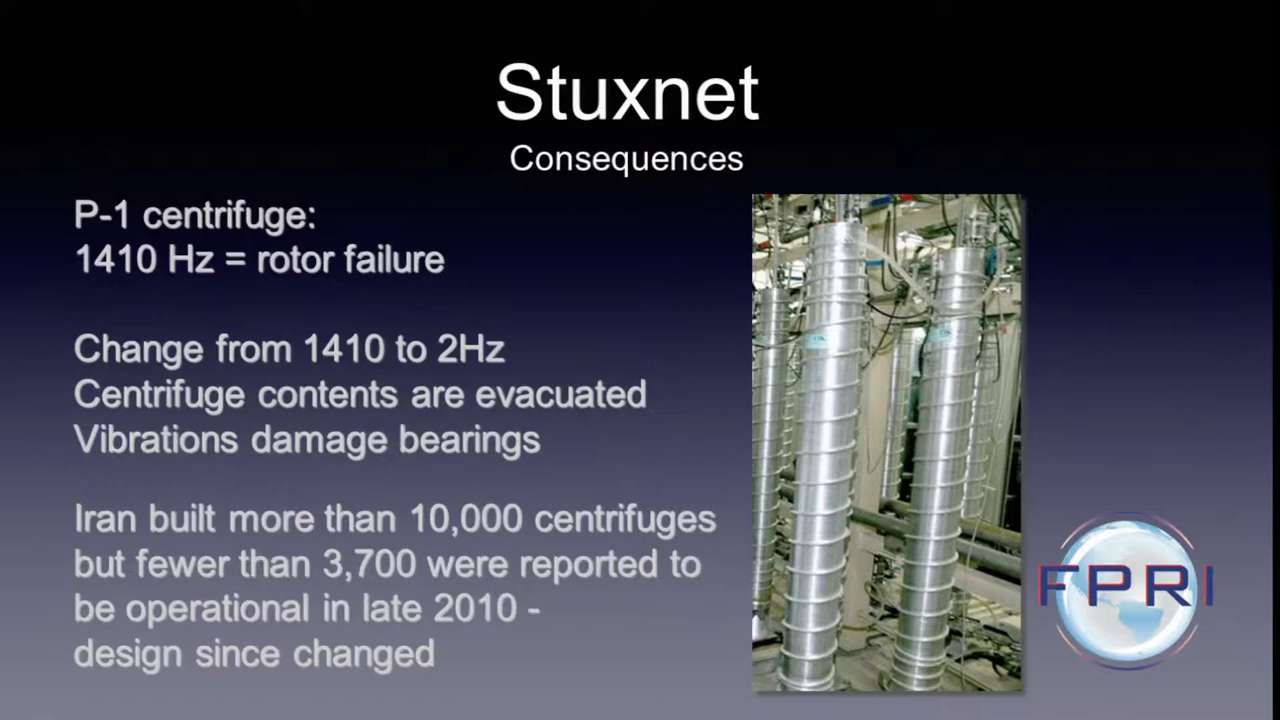 Stuxnet
Consequences
P-1 centrifuge:
1410 Hz = rotor failure
Change from 1410 to 2Hz
Centrifuge contents are evacuated
Vibrations damage bearings
Iran built more than 10,000 centrifuges
but fewer than 3,700 were reported to
be operational in late 2010 -
design since changed
OK
FPRI